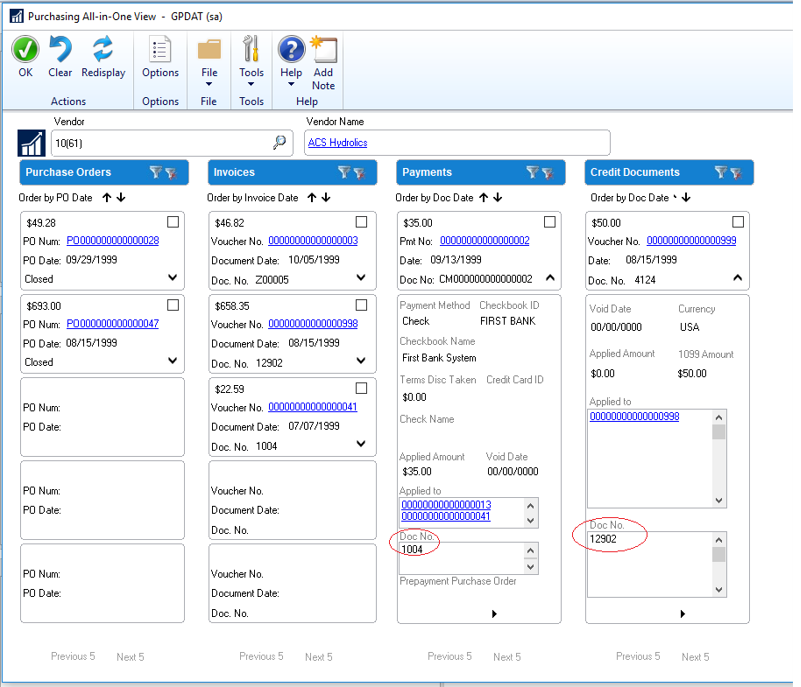 Purchasing All-in-One View - GPDAT (sa)
OK Clear Redisplay Options File Tools Help Add Note
Actions Options File Tools Help
Vendor Vendor Name
10(61) ACS Hydrolics
Purchase Orders
Order by PO Date
$49.28
PO Num: PO000000000000028
PO Date: 09/29/1999
Closed
$693.00
PO Num: PO000000000000047
PO Date: 08/15/1999
Closed
PO Num:
PO Date:
PO Num:
PO Date:
PO Num:
PO Date:
Previous 5 Next 5
Invoices
Order by Invoice Date
$46.82
Voucher No. 00000000000000003
Document Date: 10/05/1999
Doc. No. Z00005
$658.35
Voucher No. 00000000000000998
Document Date: 08/15/1999
Doc. No. 12902
$22.59
Voucher No. 00000000000000041
Document Date: 07/07/1999
Doc. No. 1004
Voucher No.
Document Date:
Doc. No.
Voucher No.
Document Date:
Doc. No.
Previous 5 Next 5
Payments
Order by Doc Date
$35.00
Pmt No: 00000000000000002
Date: 09/13/1999
Doc No: CM000000000000002
Payment Method Checkbook ID
Check FIRST BANK
Checkbook Name
First Bank System
Terms Disc Taken Credit Card ID
$0.00
Check Name
Applied Amount Void Date
$35.00 00/00/0000
Applied to
00000000000000013
00000000000000041
Doc No.
1004
Prepayment Purchase Order
Previous 5 Next 5
Credit Documents
Order by Doc Date
$50.00
Voucher No. 00000000000000999
Date: 08/15/1999
Doc. No. 4124
Void Date Currency
00/00/0000 USA
Applied Amount 1099 Amount
$0.00 $50.00
Applied to
00000000000000998
Doc No.
12902
Previous 5 Next 5